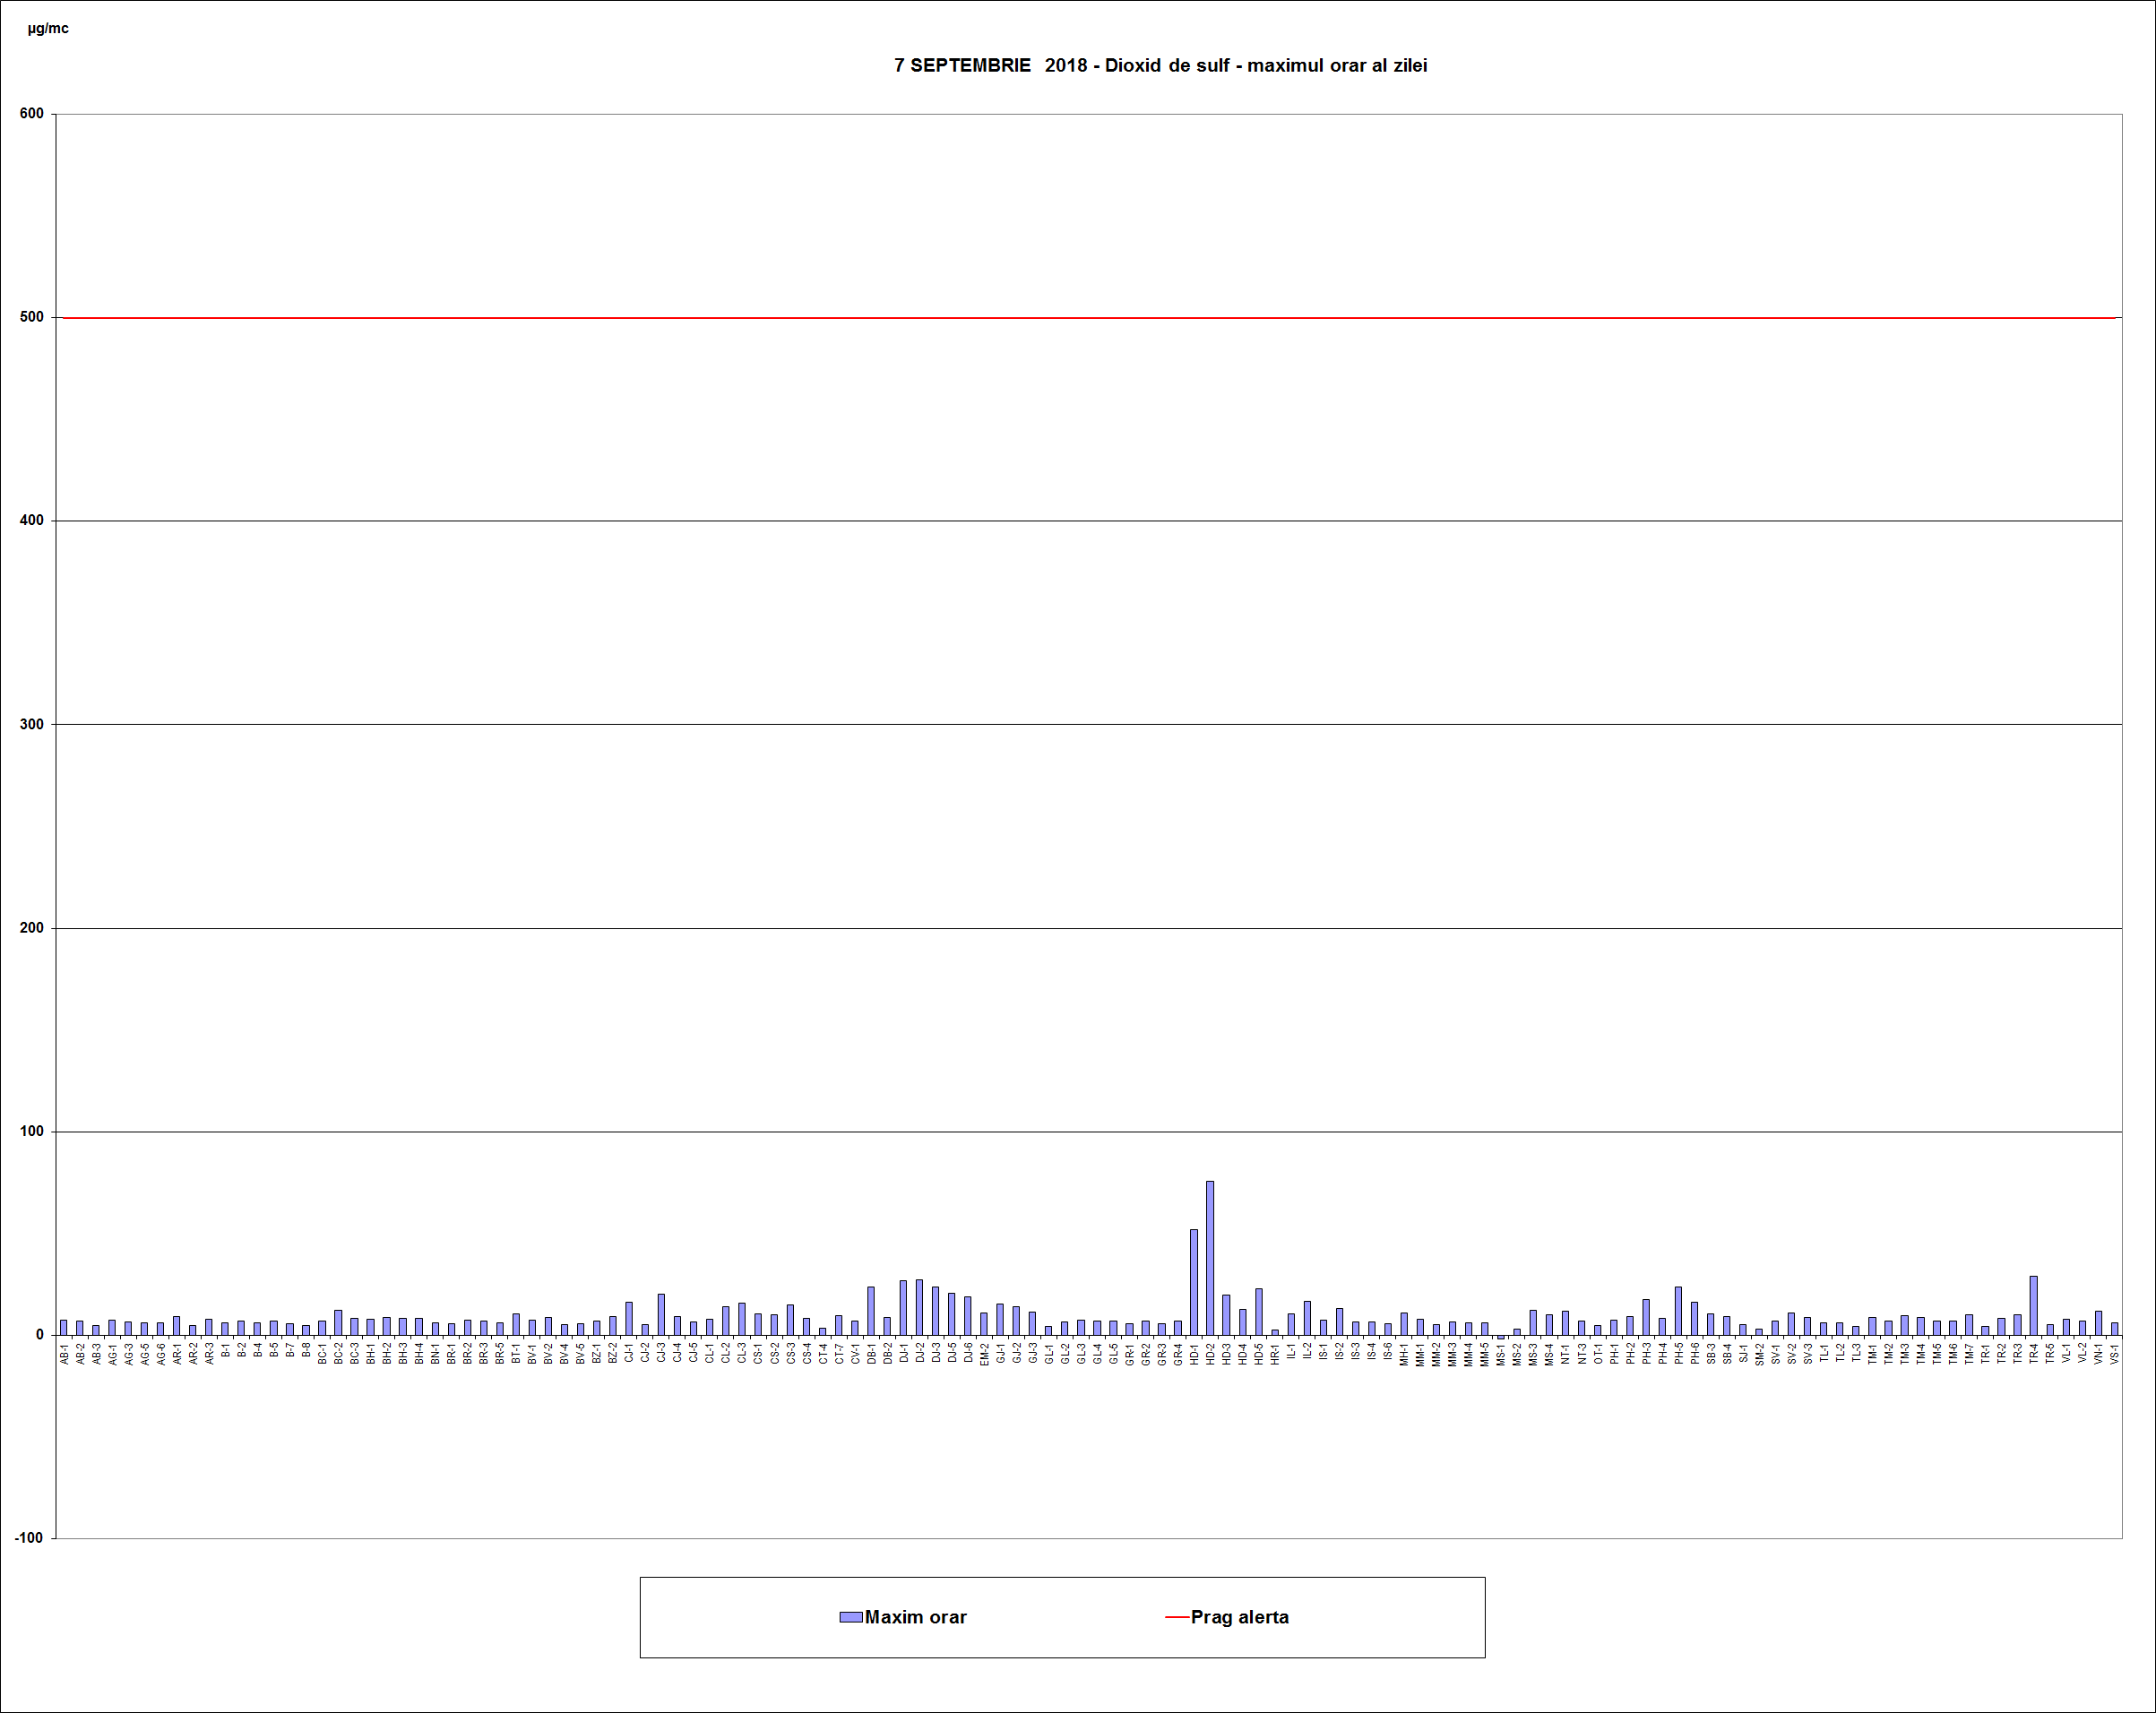 µg/mc
7 SEPTEMBRIE 2018 - Dioxid de sulf - maximul orar al zilei
600
500
400
300
200
100
0
-100
AB-1 AB-2 AB-3 AG-1 AG-3 AG-5 AG-6 AR-1 AR-2 AR-3 B-1 B-2 B-4 B-5 B-7 B-8 BC-1 BC-2 BC-3 BH-1 BH-2 BH-3 BH-4 BN-1 BR-1 BR-2 BR-3 BR-5 BT-1 BV-1 BV-2 BV-4 BV-5 BZ-1 BZ-2 CJ-1 CJ-2 CJ-3 CJ-4 CJ-5 CL-1 CL-2 CL-3 CS-1 CS-2 CS-3 CS-4 CT-4 CT-7 CV-1 DB-1 DB-2 DJ-1 DJ-2 DJ-3 DJ-5 DJ-6 EM-2 GJ-1 GJ-2 GJ-3 GL-1 GL-2 GL-3 GL-4 GL-5 GR-1 GR-2 GR-3 GR-4 HD-1 HD-2 HD-3 HD-4 HD-5 HR-1 IL-1 IL-2 IS-1 IS-2 IS-3 IS-4 IS-6 MH-1 MM-1 MM-2 MM-3 MM-4 MM-5 MS-1 MS-2 MS-3 MS-4 NT-1 NT-3 OT-1 PH-1 PH-2 PH-3 PH-4 PH-5 PH-6 SB-3 SB-4 SJ-1 SM-2 SV-1 SV-2 SV-3 TL-1 TL-2 TL-3 TM-1 TM-2 TM-3 TM-4 TM-5 TM-6 TM-7 TR-1 TR-2 TR-3 TR-4 TR-5 VL-1 VL-2 VN-1 VS-1
Maxim orar
Prag alerta